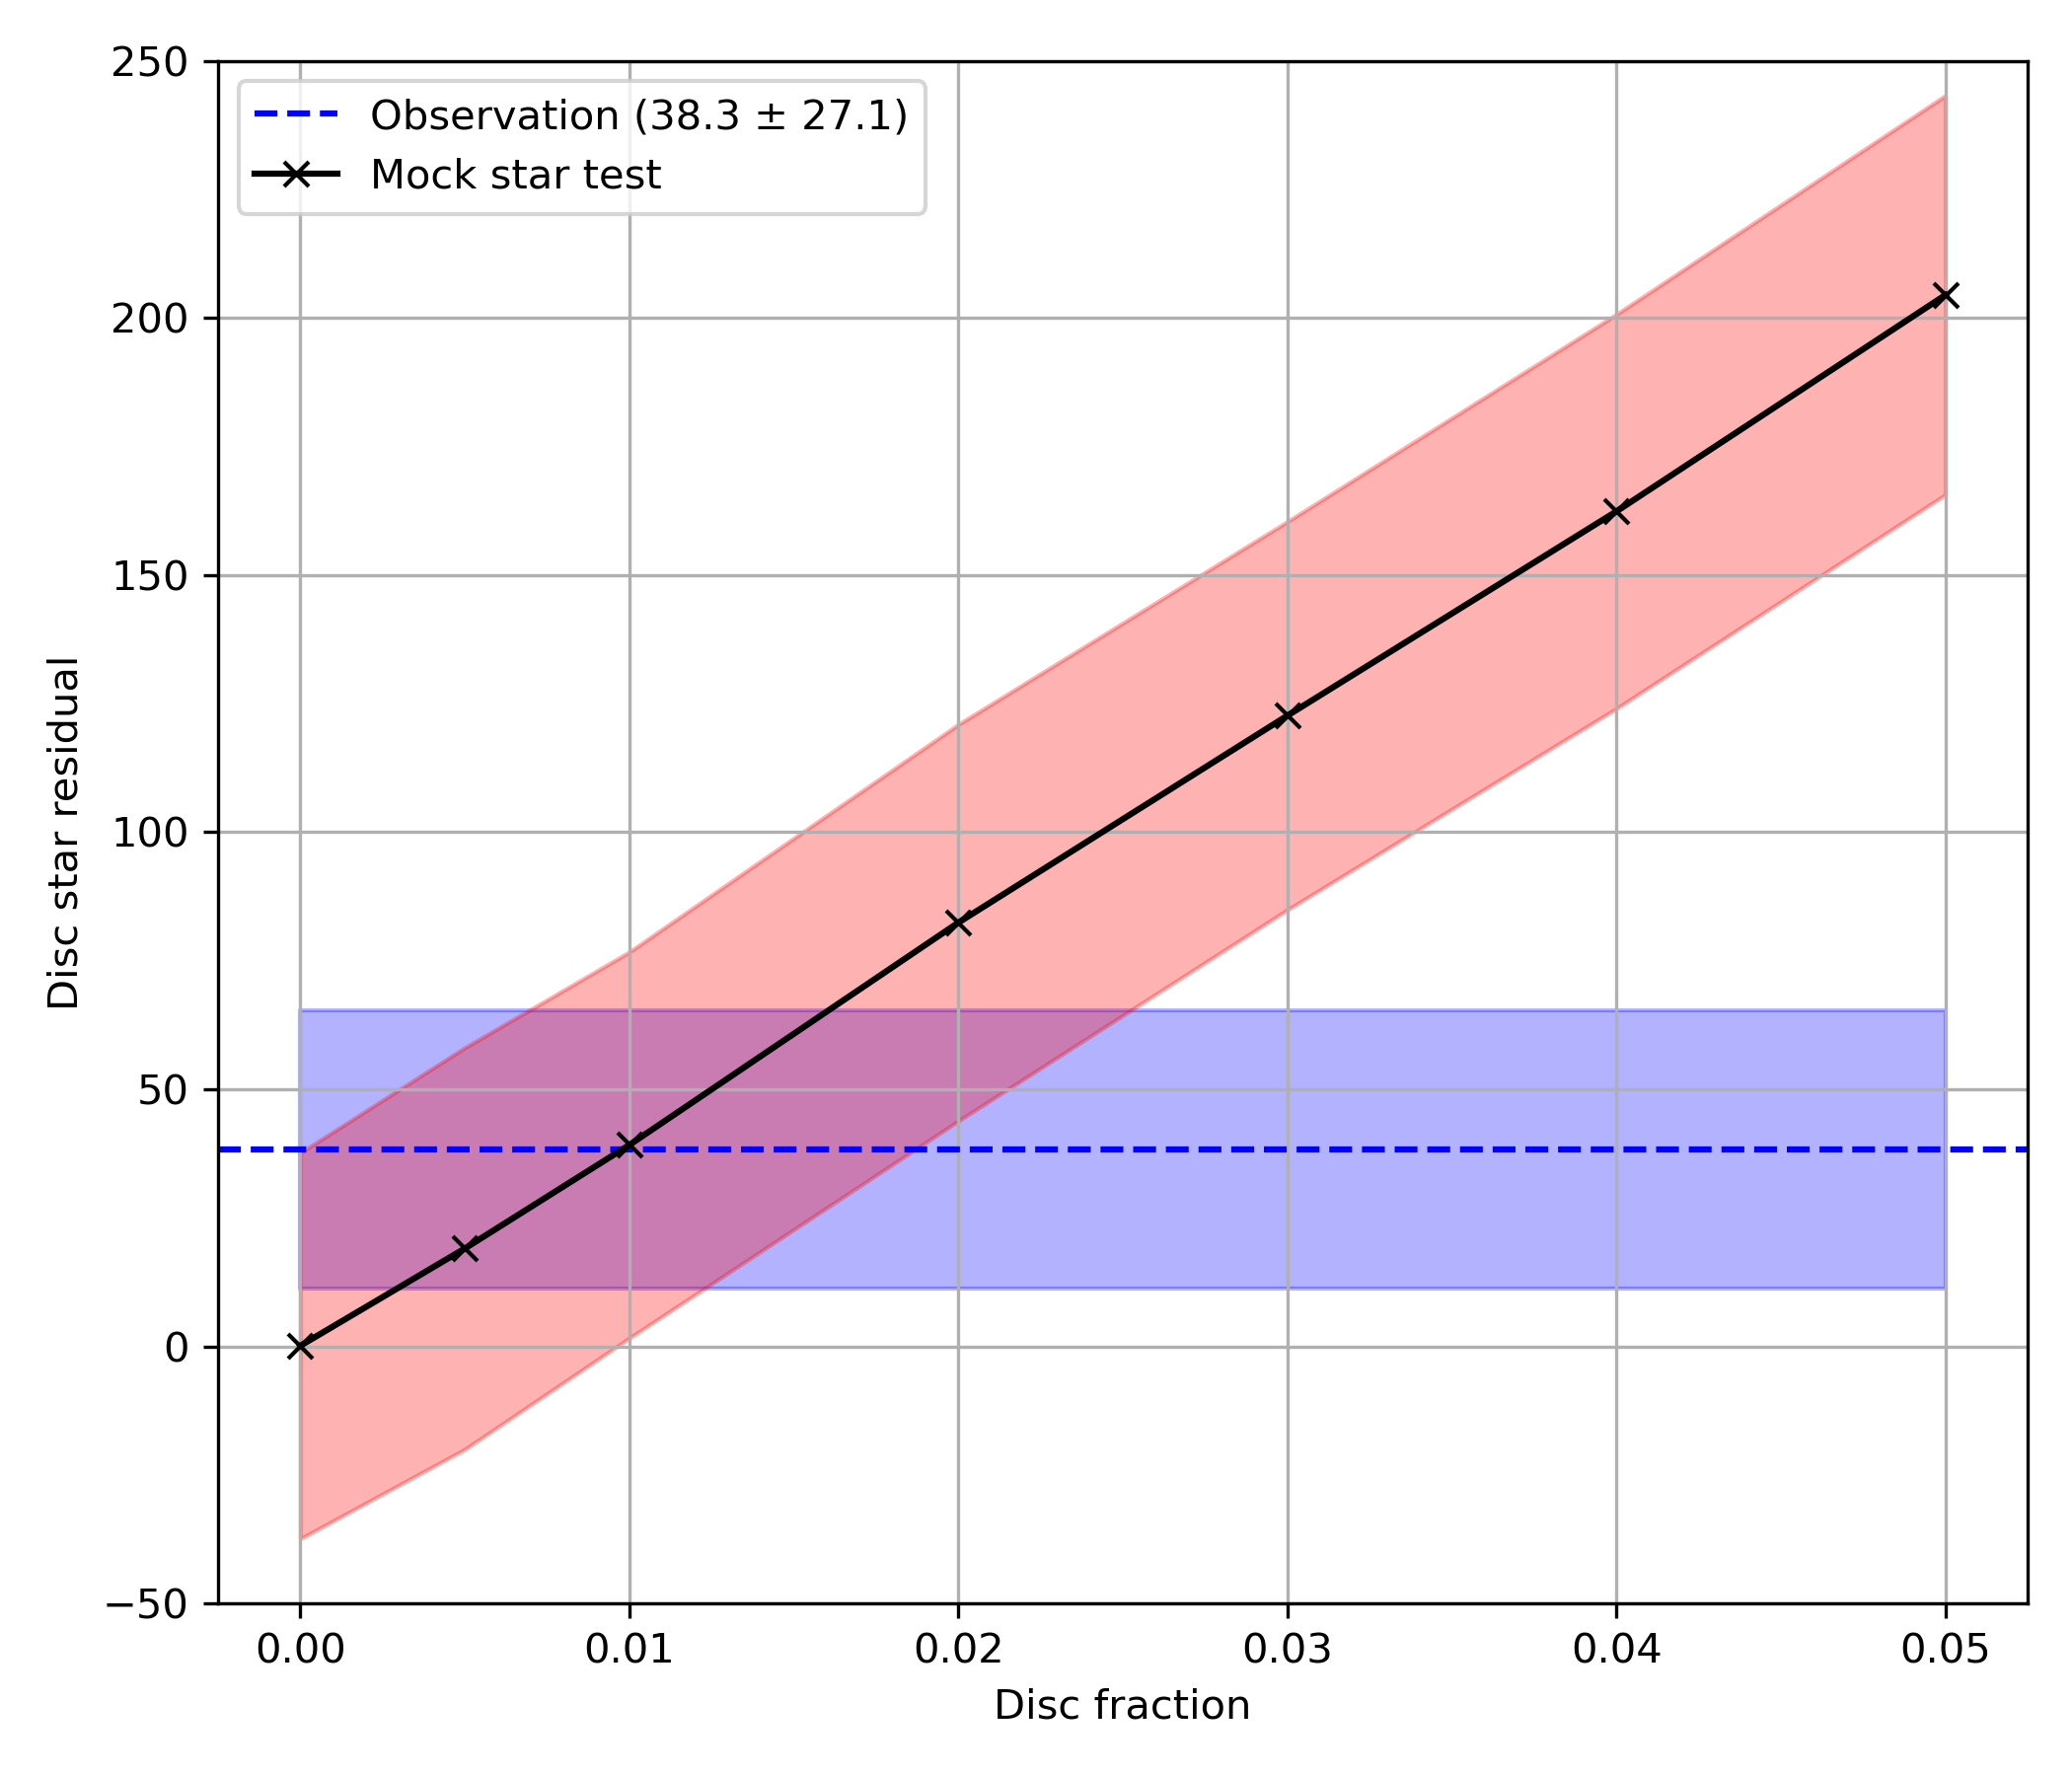 250
200
150
100
50
0
−50
Disc star residual
Observation (38.3 ± 27.1)
Mock star test
0.00 0.01 0.02 0.03 0.04 0.05
Disc fraction